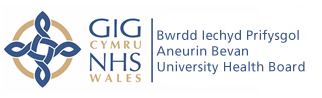 GIG
CYMRU
NHS
WALES
Bwrdd Iechyd Prifysgol
Aneurin Bevan
University Health Board